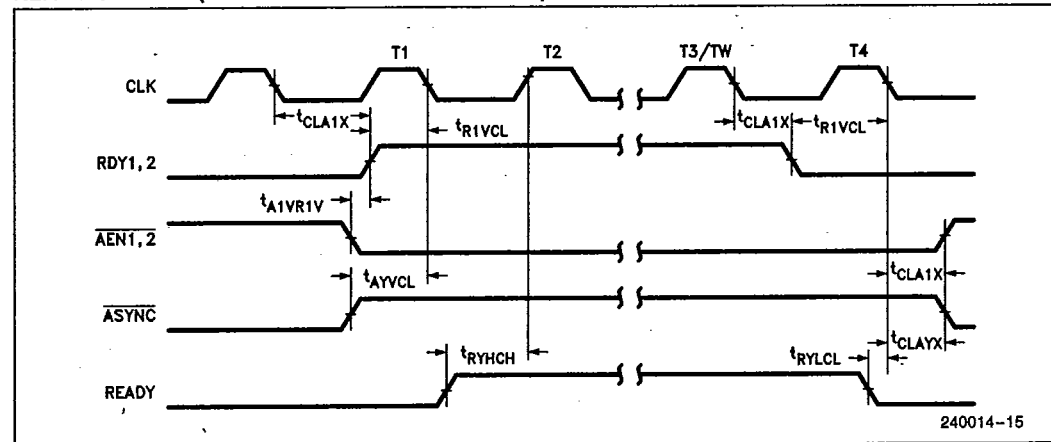 T1 T2 T3/TW T4
CLK
tCLA1X tR1VCL tCLA1X tR1VCL
RDY1, 2
tA1VR1V
AEN1, 2
tCLA1X
tAYVCL
ASYNC
tCLAYX
tRYHCH tRYLCL
READY
240014-15